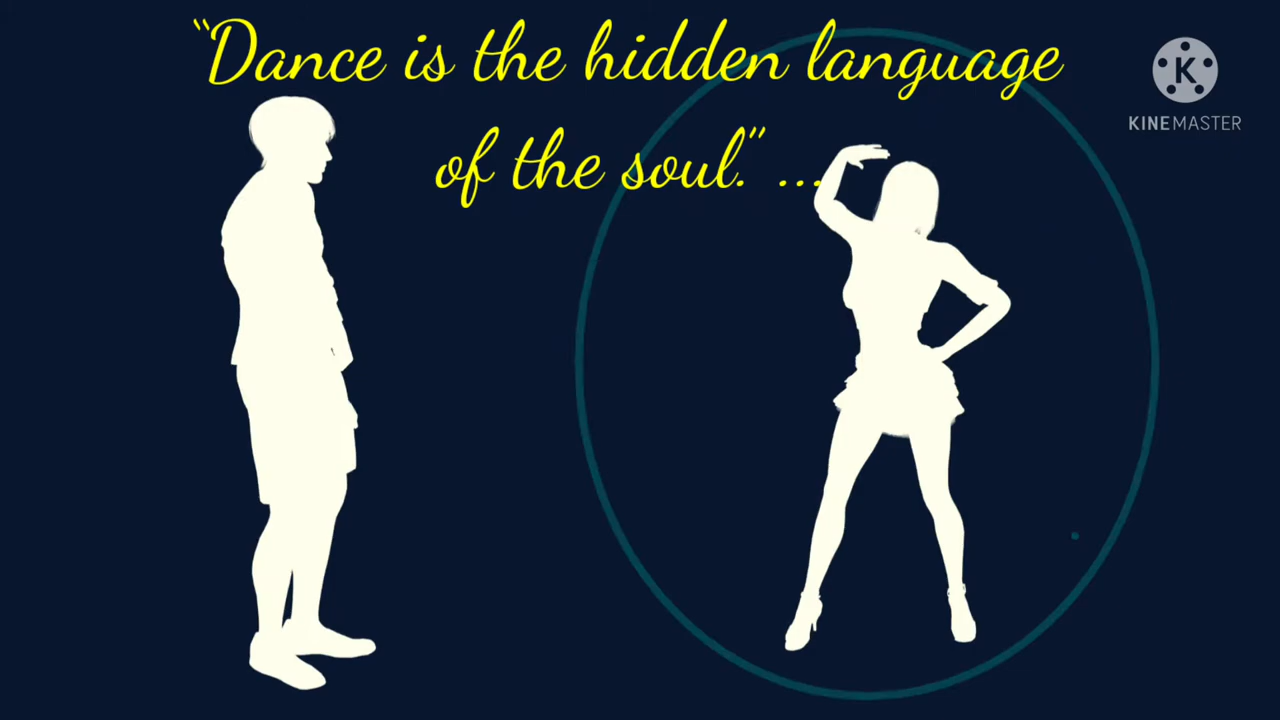 “Dance is the hidden language
of the soul.” ...
K
KINEMASTER